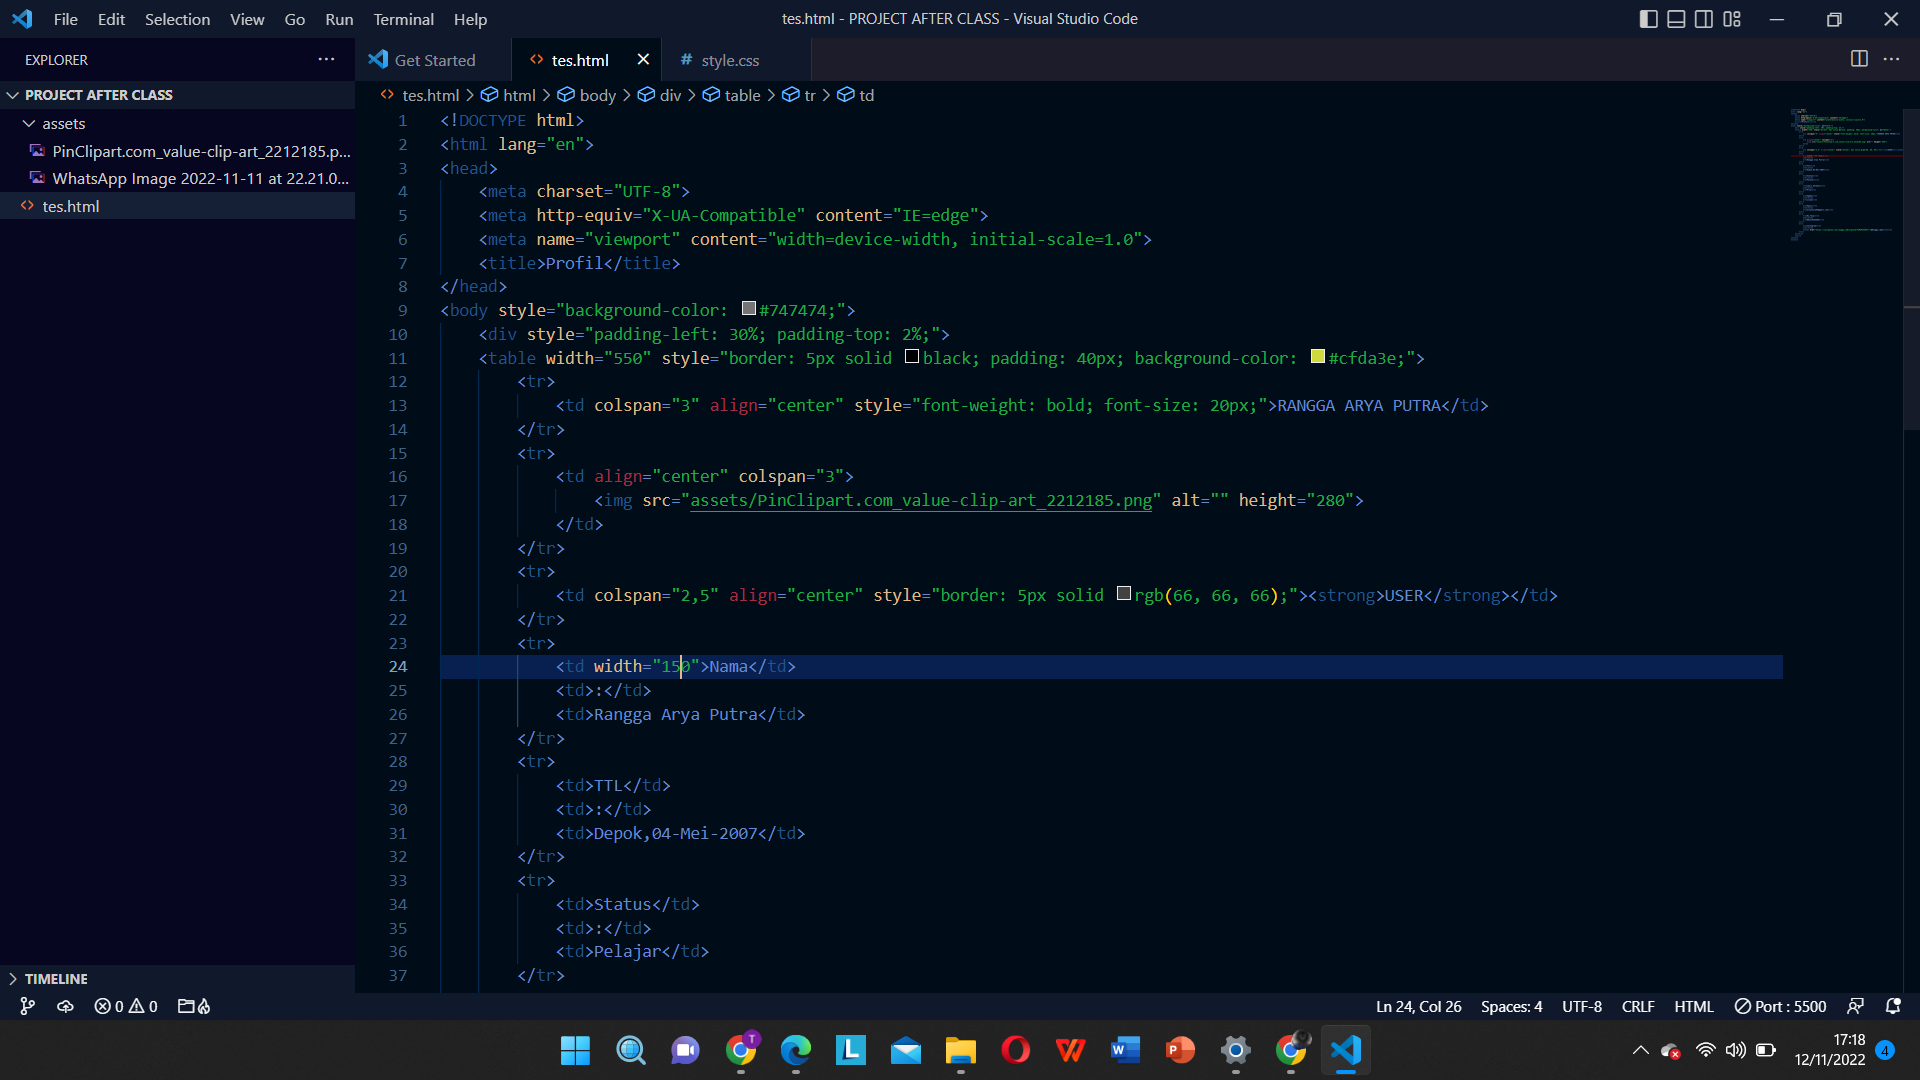 File Edit Selection View Go Run Terminal Help
tes.html - PROJECT AFTER CLASS - Visual Studio Code
EXPLORER
Get Started
tes.html
style.css
PROJECT AFTER CLASS
assets
PinClipart.com_value-clip-art_2212185.p...
WhatsApp Image 2022-11-11 at 22.21.0...
tes.html
tes.html > html > body > div > table > tr > td
1 <!DOCTYPE html>
2 <html lang="en">
3 <head>
4     <meta charset="UTF-8">
5     <meta http-equiv="X-UA-Compatible" content="IE=edge">
6     <meta name="viewport" content="width=device-width, initial-scale=1.0">
7     <title>Profil</title>
8 </head>
9 <body style="background-color: #747474;">
10     <div style="padding-left: 30%; padding-top: 2%;">
11     <table width="550" style="border: 5px solid black; padding: 40px; background-color: #cfda3e;">
12         <tr>
13             <td colspan="3" align="center" style="font-weight: bold; font-size: 20px;">RANGGA ARYA PUTRA</td>
14         </tr>
15         <tr>
16             <td align="center" colspan="3">
17                 <img src="assets/PinClipart.com_value-clip-art_2212185.png" alt="" height="280">
18             </td>
19         </tr>
20         <tr>
21             <td colspan="2,5" align="center" style="border: 5px solid rgb(66, 66, 66);"><strong>USER</strong></td>
22         </tr>
23         <tr>
24             <td width="150">Nama</td>
25             <td>:</td>
26             <td>Rangga Arya Putra</td>
27         </tr>
28         <tr>
29             <td>TTL</td>
30             <td>:</td>
31             <td>Depok,04-Mei-2007</td>
32         </tr>
33         <tr>
34             <td>Status</td>
35             <td>:</td>
36             <td>Pelajar</td>
37         </tr>
TIMELINE
0 0
Ln 24, Col 26 Spaces: 4 UTF-8 CRLF HTML Port : 5500
T
L
W
P
17:18
12/11/2022
4